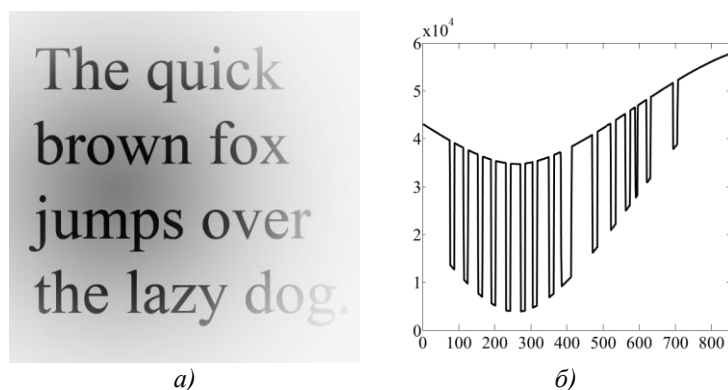 The quick
brown fox
jumps over
the lazy dog.
а)
×10⁴
6
5
4
3
2
1
0
0 100 200 300 400 500 600 700 800
б)